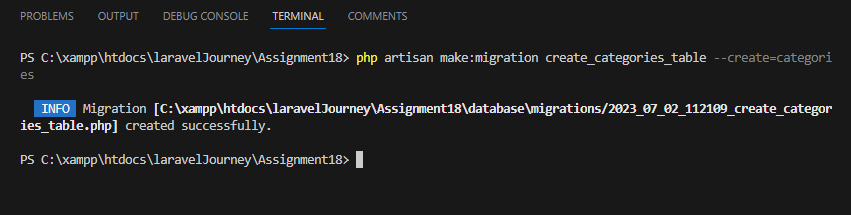 PROBLEMS OUTPUT DEBUG CONSOLE TERMINAL COMMENTS
PS C:\xampp\htdocs\laravelJourney\Assignment18> php artisan make:migration create_categories_table --create=categori
es
INFO Migration [C:\xampp\htdocs\laravelJourney\Assignment18\database\migrations/2023_07_02_112109_create_categor
ies_table.php] created successfully.
PS C:\xampp\htdocs\laravelJourney\Assignment18>